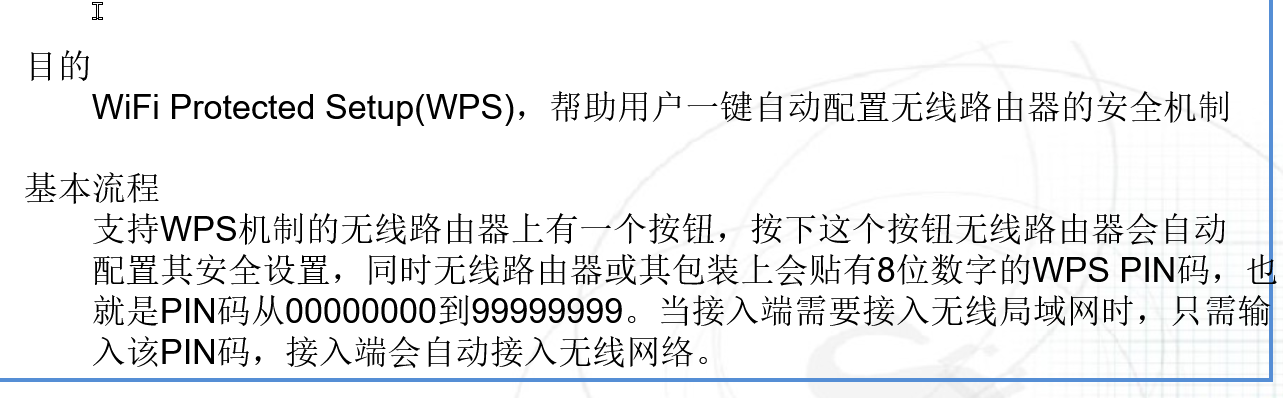 目的
WiFi Protected Setup(WPS)，帮助用户一键自动配置无线路由器的安全机制
基本流程
支持WPS机制的无线路由器上有一个按钮，按下这个按钮无线路由器会自动
配置其安全设置，同时无线路由器或其包装上会贴有8位数字的WPS PIN码，也
就是PIN码从00000000到99999999。当接入端需要接入无线局域网时，只需输
入该PIN码，接入端会自动接入无线网络。